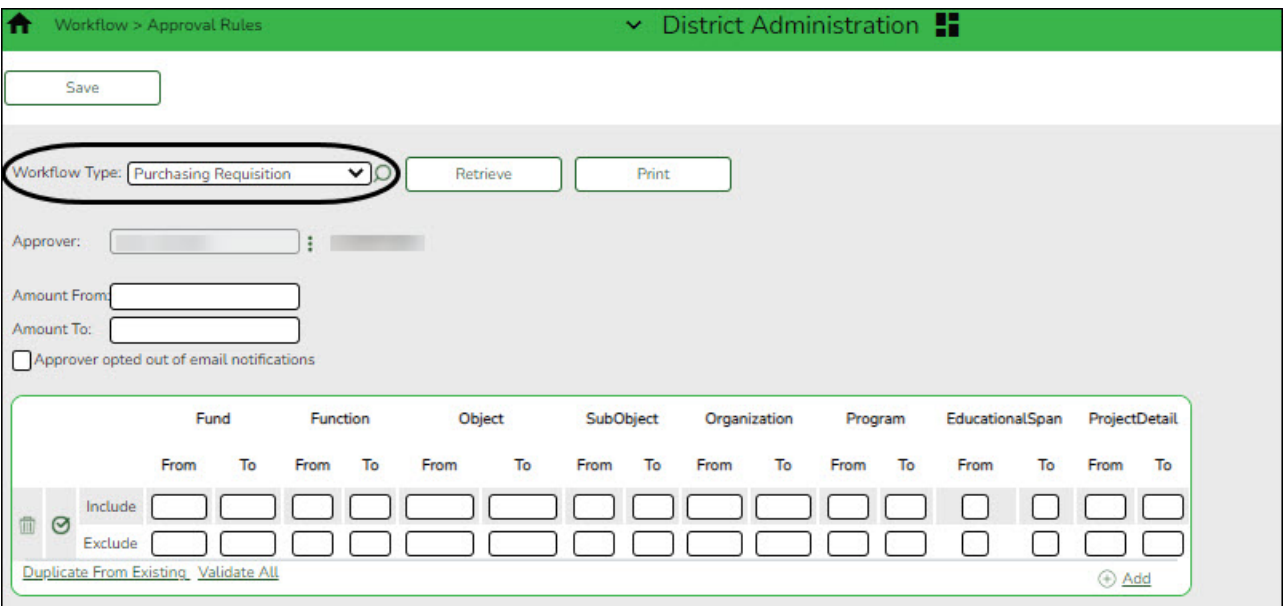 Workflow > Approval Rules District Administration
Save
Workflow Type: Purchasing Requisition Retrieve Print
Approver:
Amount From:
Amount To:
Approver opted out of email notifications
Fund Function Object SubObject Organization Program EducationalSpan ProjectDetail
From To From To From To From To From To From To From To From To
Include
Exclude
Duplicate From Existing Validate All Add